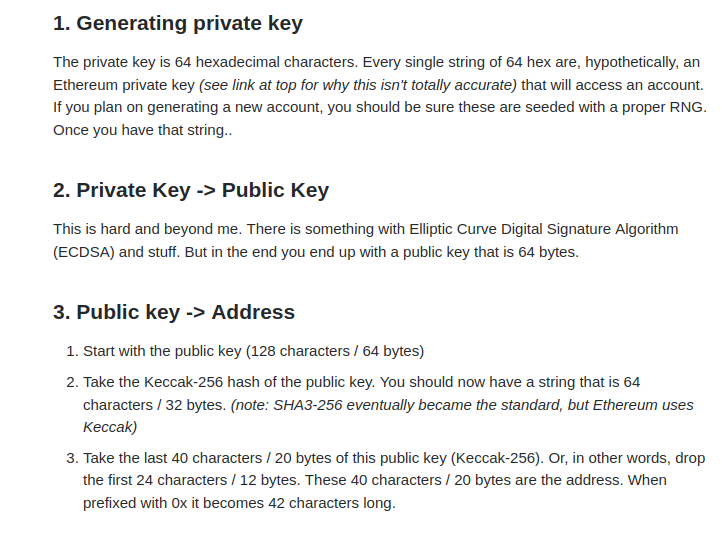 1. Generating private key
The private key is 64 hexadecimal characters. Every single string of 64 hex are, hypothetically, an
Ethereum private key (see link at top for why this isn't totally accurate) that will access an account.
If you plan on generating a new account, you should be sure these are seeded with a proper RNG.
Once you have that string..
2. Private Key -> Public Key
This is hard and beyond me. There is something with Elliptic Curve Digital Signature Algorithm
(ECDSA) and stuff. But in the end you end up with a public key that is 64 bytes.
3. Public key -> Address
1. Start with the public key (128 characters / 64 bytes)
2. Take the Keccak-256 hash of the public key. You should now have a string that is 64
characters / 32 bytes. (note: SHA3-256 eventually became the standard, but Ethereum uses
Keccak)
3. Take the last 40 characters / 20 bytes of this public key (Keccak-256). Or, in other words, drop
the first 24 characters / 12 bytes. These 40 characters / 20 bytes are the address. When
prefixed with 0x it becomes 42 characters long.